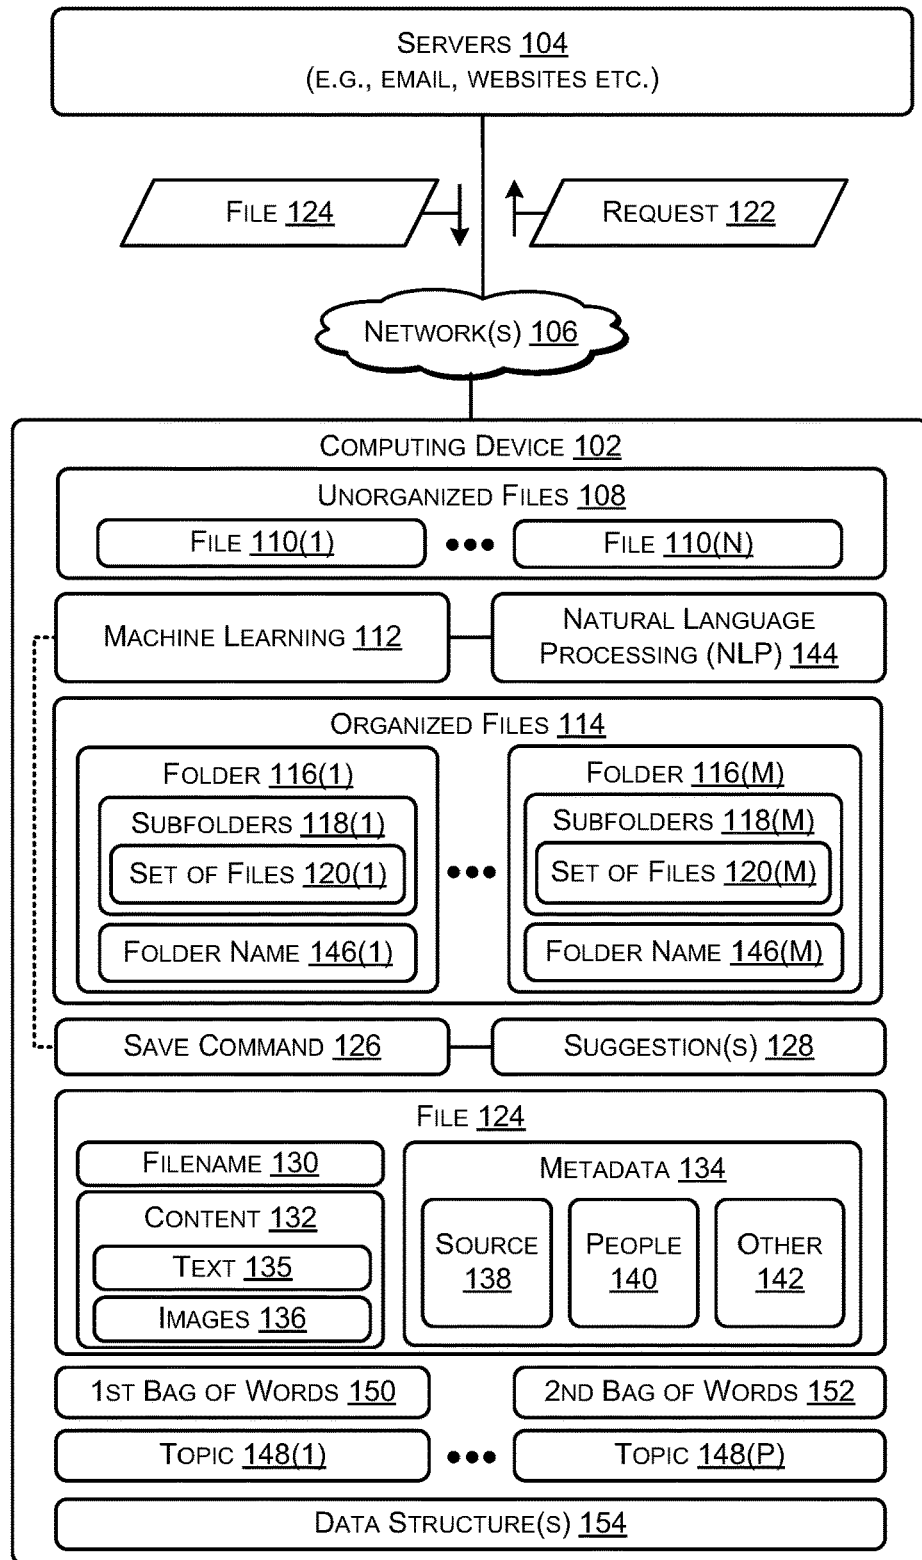 SERVERS 104
(E.G., EMAIL, WEBSITES ETC.)
FILE 124
REQUEST 122
NETWORK(S) 106
COMPUTING DEVICE 102
UNORGANIZED FILES 108
FILE 110(1)
FILE 110(N)
MACHINE LEARNING 112
NATURAL LANGUAGE
PROCESSING (NLP) 144
ORGANIZED FILES 114
FOLDER 116(1)
SUBFOLDERS 118(1)
SET OF FILES 120(1)
FOLDER NAME 146(1)
FOLDER 116(M)
SUBFOLDERS 118(M)
SET OF FILES 120(M)
FOLDER NAME 146(M)
SAVE COMMAND 126
SUGGESTION(S) 128
FILE 124
FILENAME 130
CONTENT 132
TEXT 135
IMAGES 136
METADATA 134
SOURCE
138
PEOPLE
140
OTHER
142
1ST BAG OF WORDS 150
2ND BAG OF WORDS 152
TOPIC 148(1)
TOPIC 148(P)
DATA STRUCTURE(S) 154